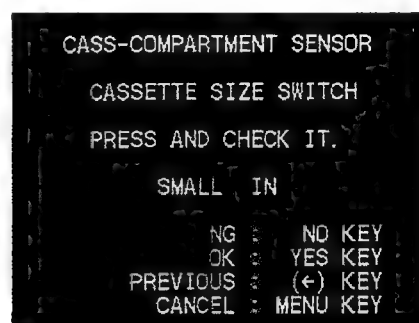 CASS-COMPARTMENT SENSOR
CASSETTE SIZE SWITCH
PRESS AND CHECK IT.
SMALL IN
NG : NO KEY
OK : YES KEY
PREVIOUS : (←) KEY
CANCEL : MENU KEY